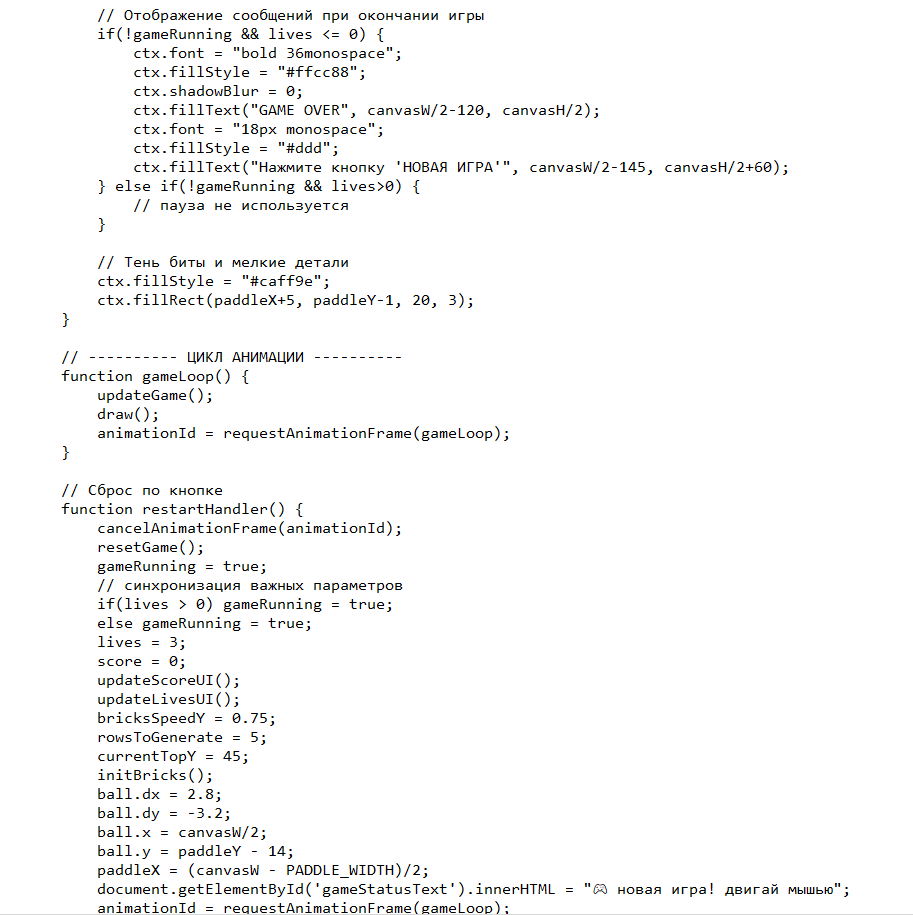 // Отображение сообщений при окончании игры
if(!gameRunning && lives <= 0) {
ctx.font = "bold 36monospace";
ctx.fillStyle = "#ffcc88";
ctx.shadowBlur = 0;
ctx.fillText("GAME OVER", canvasW/2-120, canvasH/2);
ctx.font = "18px monospace";
ctx.fillStyle = "#ddd";
ctx.fillText("Нажмите кнопку 'НОВАЯ ИГРА'", canvasW/2-145, canvasH/2+60);
} else if(!gameRunning && lives>0) {
// пауза не используется
}
// Тень биты и мелкие детали
ctx.fillStyle = "#caff9e";
ctx.fillRect(paddleX+5, paddleY-1, 20, 3);
}
// ---------- ЦИКЛ АНИМАЦИИ ----------
function gameLoop() {
updateGame();
draw();
animationId = requestAnimationFrame(gameLoop);
}
// Сброс по кнопке
function restartHandler() {
cancelAnimationFrame(animationId);
resetGame();
gameRunning = true;
// синхронизация важных параметров
if(lives > 0) gameRunning = true;
else gameRunning = true;
lives = 3;
score = 0;
updateScoreUI();
updateLivesUI();
bricksSpeedY = 0.75;
rowsToGenerate = 5;
currentTopY = 45;
initBricks();
ball.dx = 2.8;
ball.dy = -3.2;
ball.x = canvasW/2;
ball.y = paddleY - 14;
paddleX = (canvasW - PADDLE_WIDTH)/2;
document.getElementById('gameStatusText').innerHTML = "🎮 новая игра! двигай мышью";
animationId = requestAnimationFrame(gameLoop);